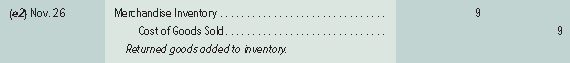 (e2) Nov. 26 Merchandise Inventory . . . . . . . . . . . . . . . . . . . . . . . . . . . . . . 9
Cost of Goods Sold . . . . . . . . . . . . . . . . . . . . . . . . . . . . . 9
Returned goods added to inventory.